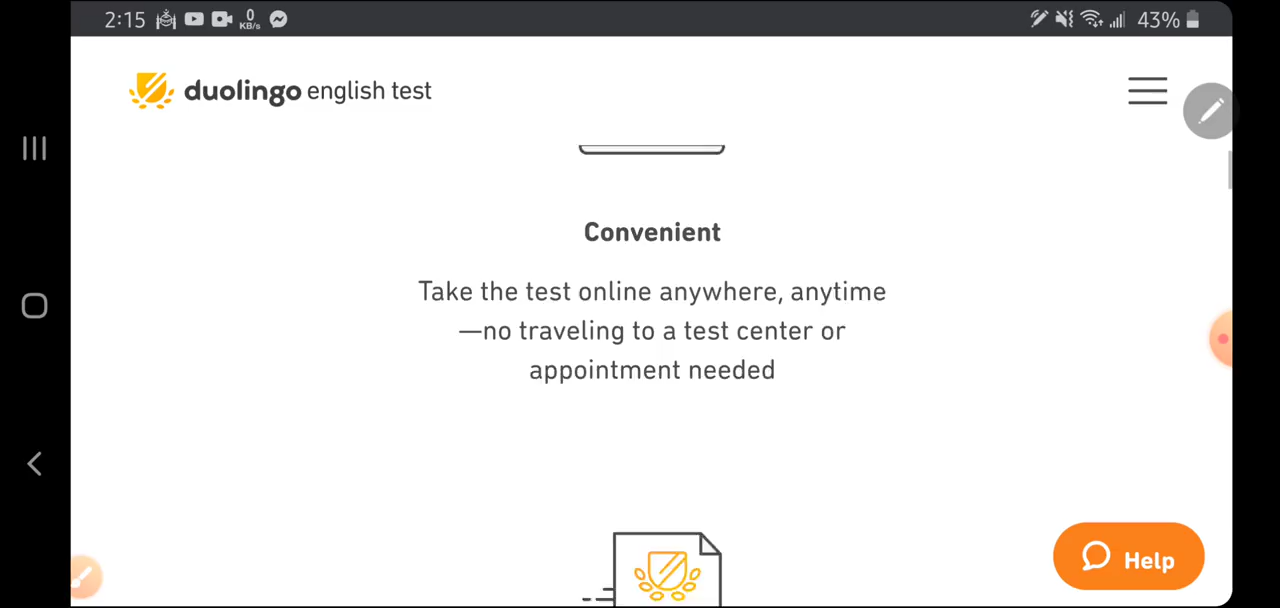 2:15 0 KB/s 43%
duolingo english test
Convenient
Take the test online anywhere, anytime
—no traveling to a test center or
appointment needed
Help